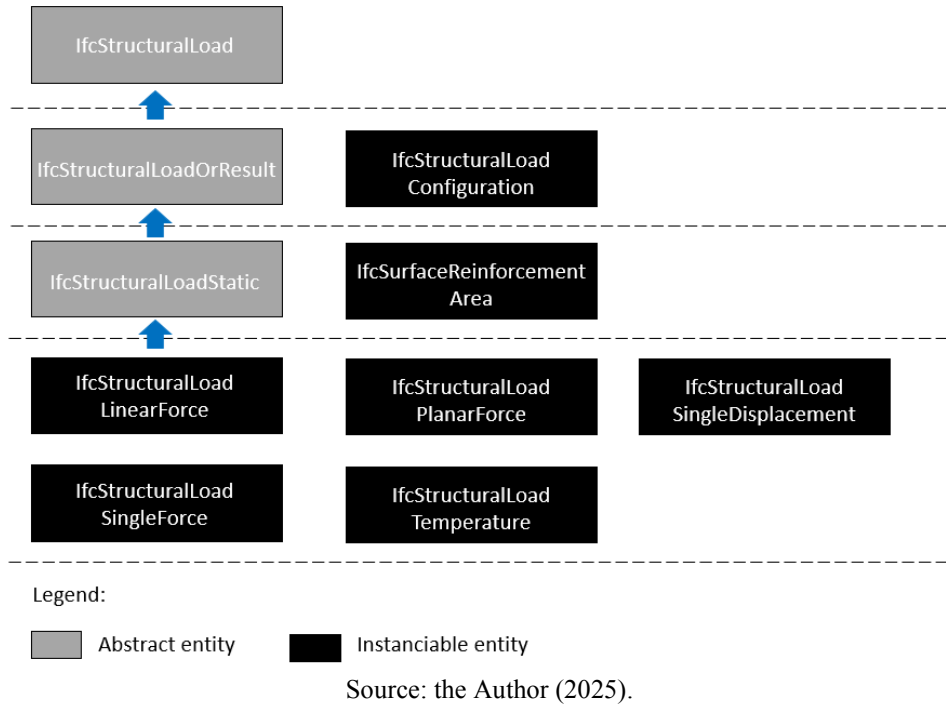 IfcStructuralLoad
IfcStructuralLoadOrResult
IfcStructuralLoad
Configuration
IfcStructuralLoadStatic
IfcSurfaceReinforcement
Area
IfcStructuralLoad
LinearForce
IfcStructuralLoad
PlanarForce
IfcStructuralLoad
SingleDisplacement
IfcStructuralLoad
SingleForce
IfcStructuralLoad
Temperature
Legend:
Abstract entity
Instanciable entity
Source: the Author (2025).